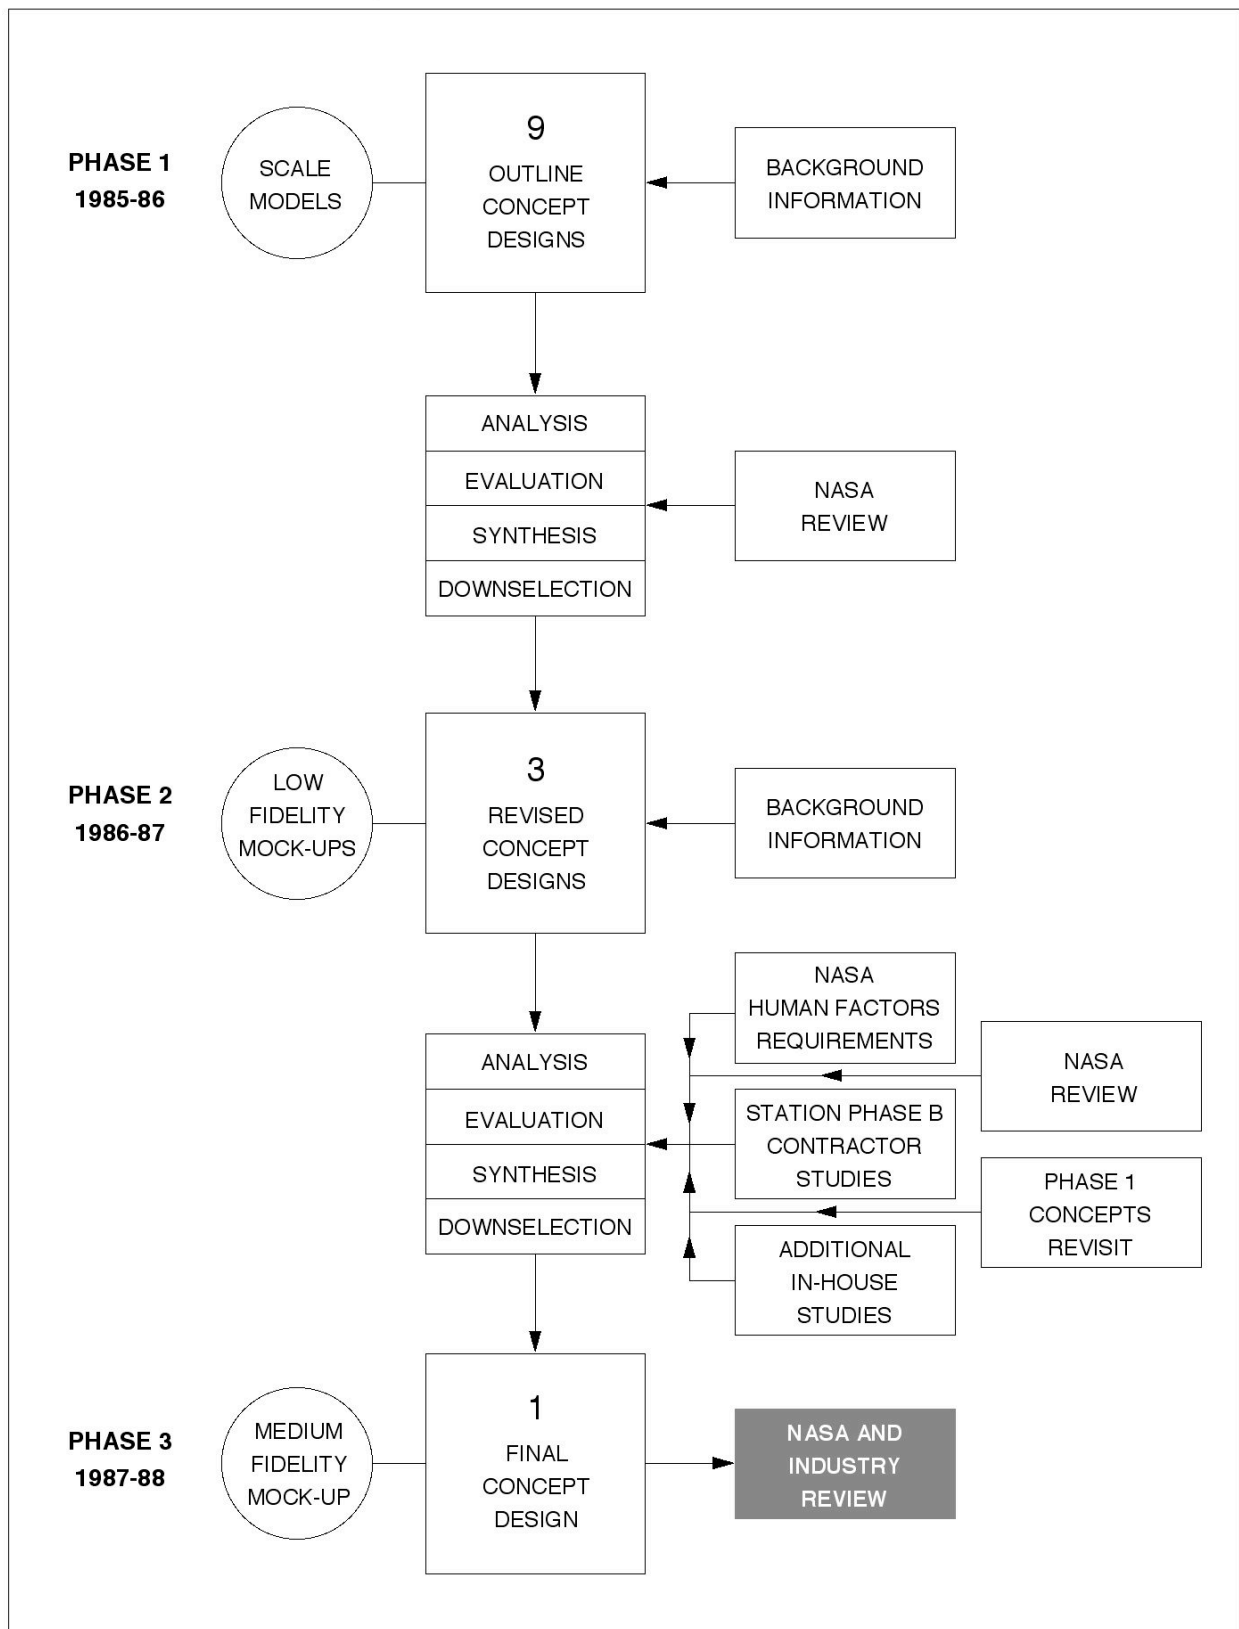 PHASE 1
1985-86
SCALE
MODELS
9
OUTLINE
CONCEPT
DESIGNS
BACKGROUND
INFORMATION
ANALYSIS
EVALUATION
SYNTHESIS
DOWNSELECTION
NASA
REVIEW
PHASE 2
1986-87
LOW
FIDELITY
MOCK-UPS
3
REVISED
CONCEPT
DESIGNS
BACKGROUND
INFORMATION
ANALYSIS
EVALUATION
SYNTHESIS
DOWNSELECTION
NASA
HUMAN FACTORS
REQUIREMENTS
NASA
REVIEW
STATION PHASE B
CONTRACTOR
STUDIES
PHASE 1
CONCEPTS
REVISIT
ADDITIONAL
IN-HOUSE
STUDIES
PHASE 3
1987-88
MEDIUM
FIDELITY
MOCK-UP
1
FINAL
CONCEPT
DESIGN
NASA AND
INDUSTRY
REVIEW